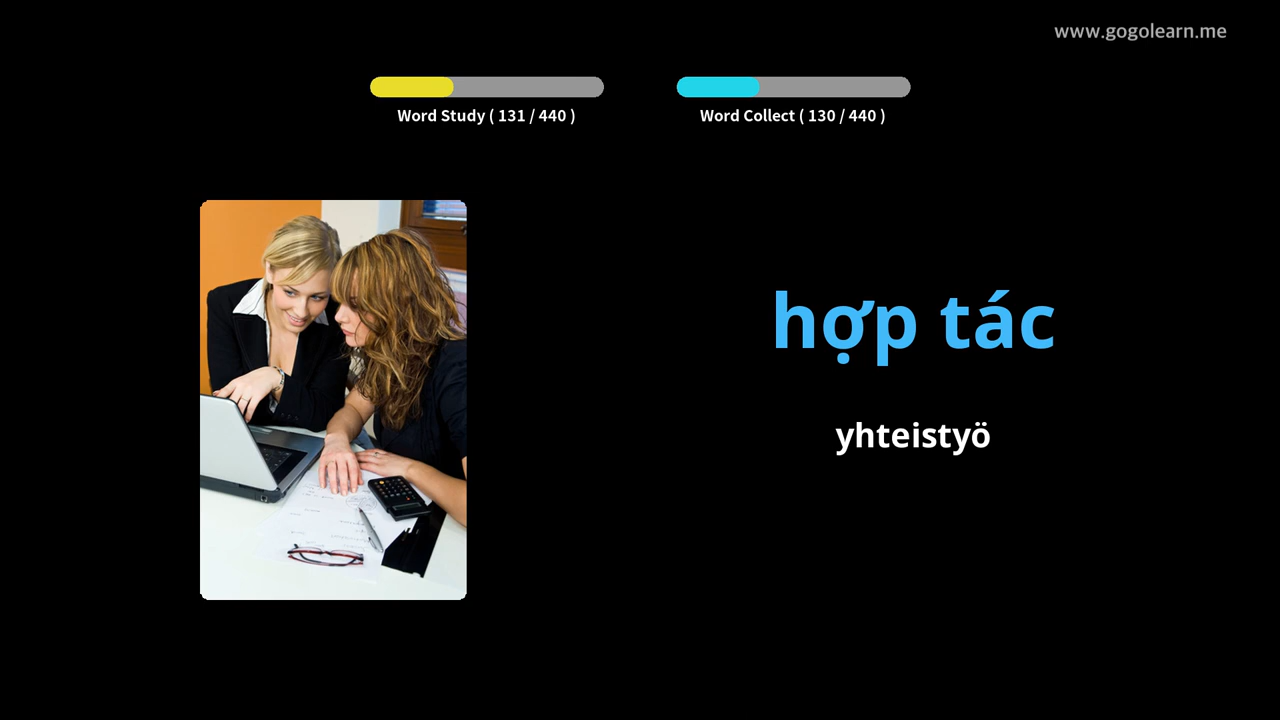 www.gogolearn.me
Word Study ( 131 / 440 )
Word Collect ( 130 / 440 )
hợp tác
yhteistyö